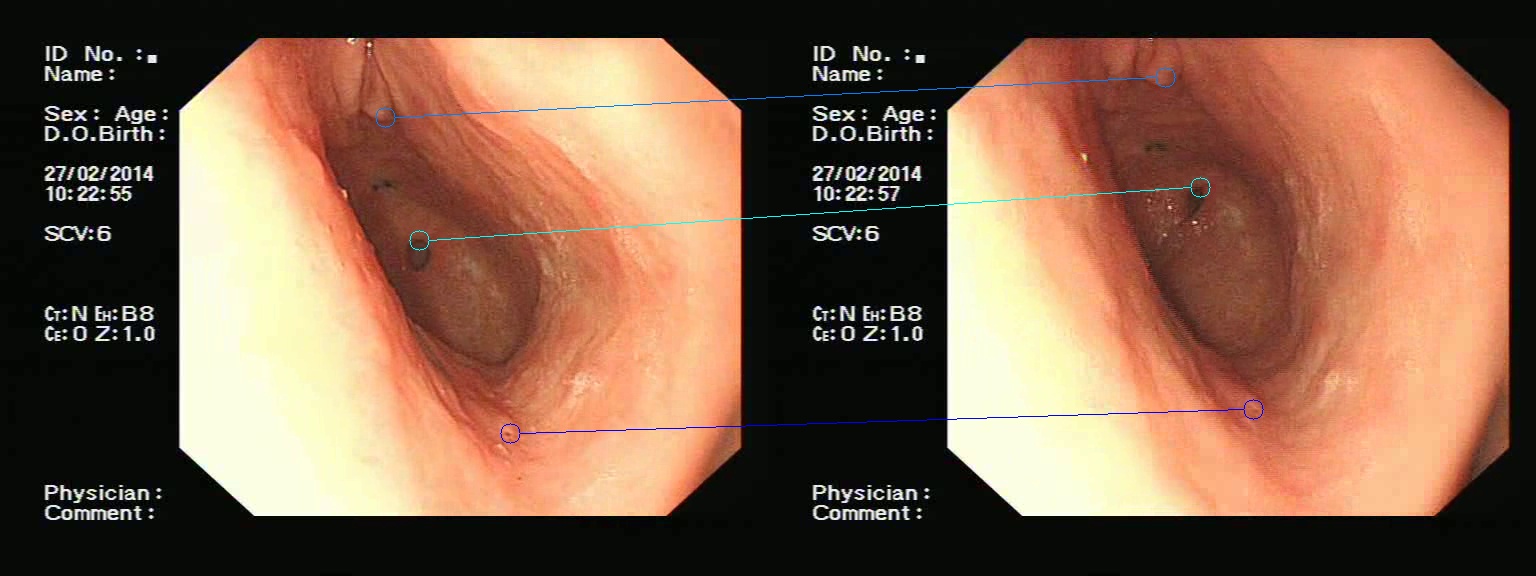 ID No. :
Name:
Sex: Age:
D.O.Birth:
27/02/2014
10:22:55
SCV:6
CT:N EH:B8
CE:0 Z:1.0
Physician:
Comment:
ID No. :
Name:
Sex: Age:
D.O.Birth:
27/02/2014
10:22:57
SCV:6
CT:N EH:B8
CE:0 Z:1.0
Physician:
Comment: